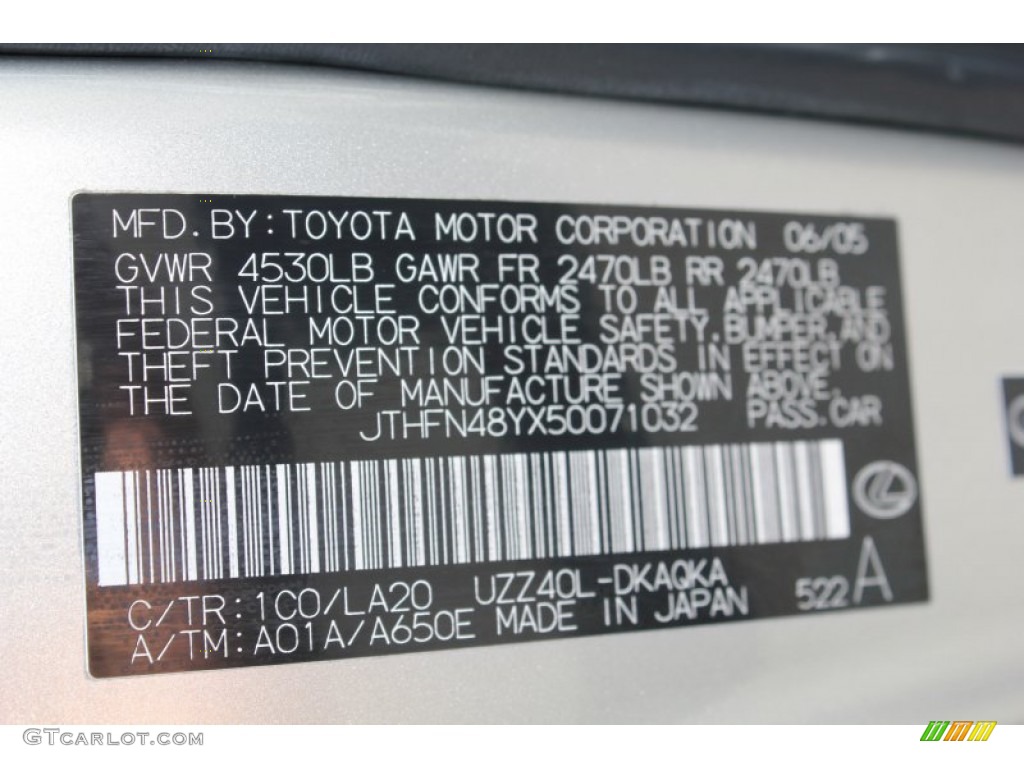 MFD. BY: TOYOTA MOTOR CORPORATION 06/05
GVWR 4530LB GAWR FR 2470LB RR 2470LB
THIS VEHICLE CONFORMS TO ALL APPLICABLE
FEDERAL MOTOR VEHICLE SAFETY, BUMPER, AND
THEFT PREVENTION STANDARDS IN EFFECT ON
THE DATE OF MANUFACTURE SHOWN ABOVE.
JTHFN48YX50071032 PASS. CAR
C/TR: 1C0/LA20 UZZ40L-DKAQKA 522 A
A/TM: A01A/A650E MADE IN JAPAN
GTCARLOT.COM